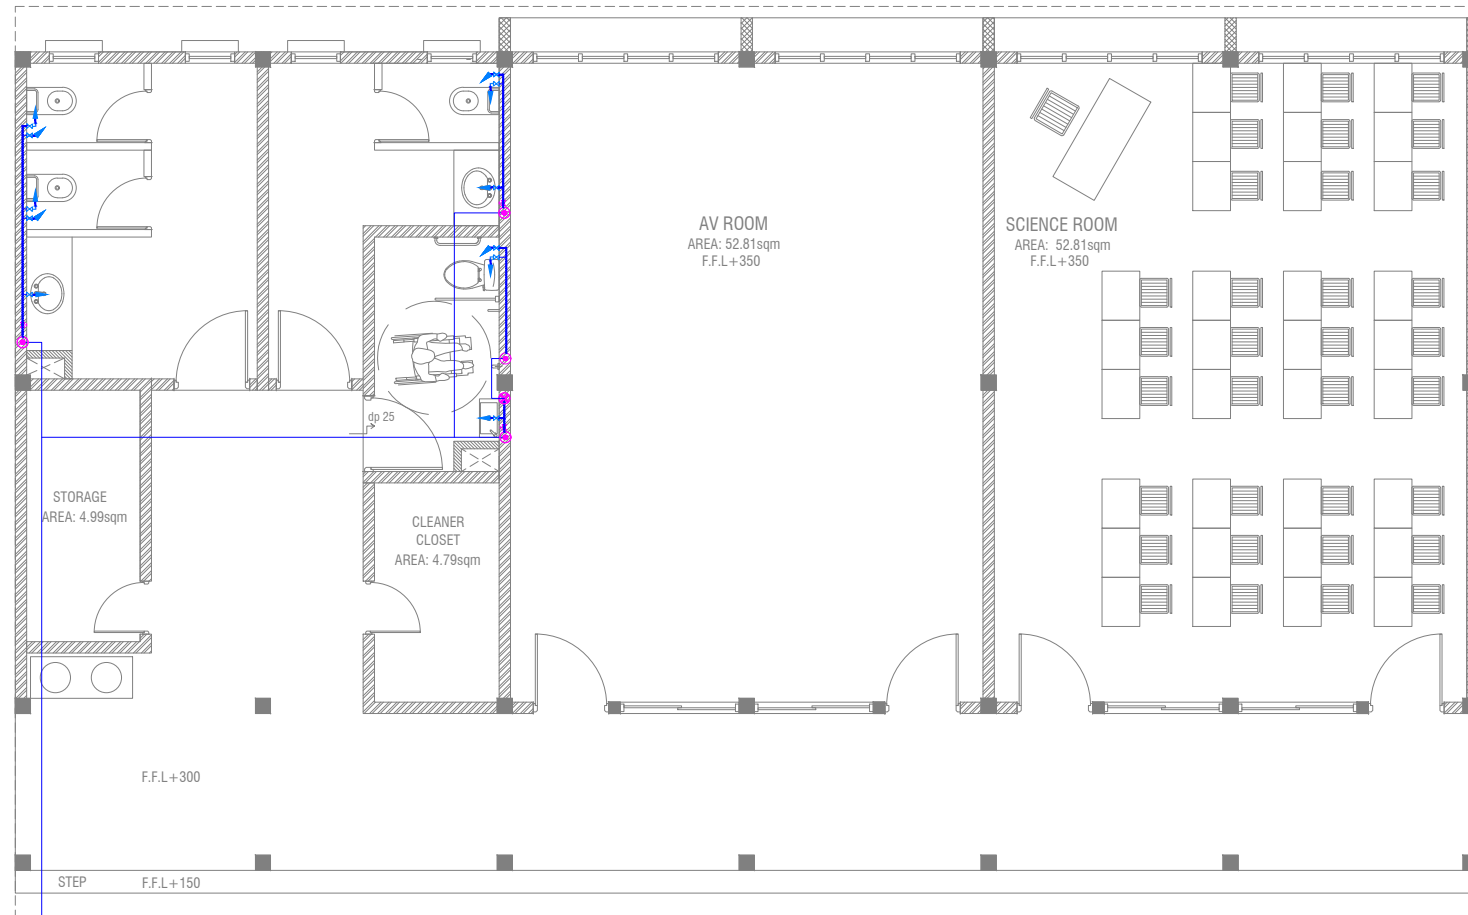 AV ROOM
AREA: 52.81sqm
F.F.L+350
SCIENCE ROOM
AREA: 52.81sqm
F.F.L+350
dp 25
STORAGE
AREA: 4.99sqm
CLEANER
CLOSET
AREA: 4.79sqm
F.F.L+300
STEP
F.F.L+150